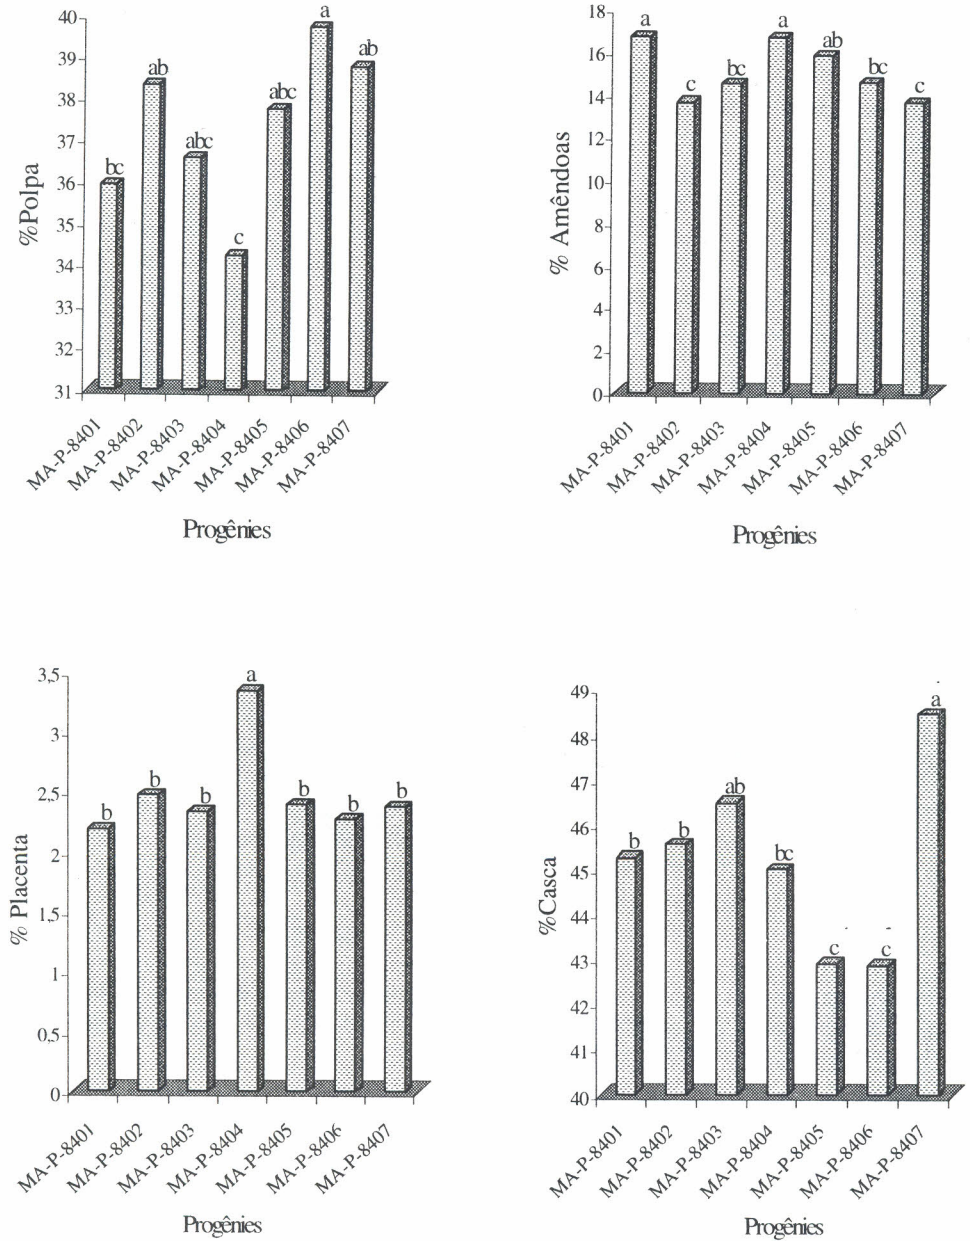 %Polpa
40
39
38
37
36
35
34
33
32
31
bc
ab
abc
c
abc
a
ab
MA-P-8401
MA-P-8402
MA-P-8403
MA-P-8404
MA-P-8405
MA-P-8406
MA-P-8407
Progênies
% Amêndoas
18
16
14
12
10
8
6
4
2
0
a
c
bc
a
ab
bc
c
MA-P-8401
MA-P-8402
MA-P-8403
MA-P-8404
MA-P-8405
MA-P-8406
MA-P-8407
Progênies
% Placenta
3,5
3
2,5
2
1,5
1
0,5
0
b
b
b
a
b
b
b
MA-P-8401
MA-P-8402
MA-P-8403
MA-P-8404
MA-P-8405
MA-P-8406
MA-P-8407
Progênies
%Casca
49
48
47
46
45
44
43
42
41
40
b
b
ab
bc
c
c
a
MA-P-8401
MA-P-8402
MA-P-8403
MA-P-8404
MA-P-8405
MA-P-8406
MA-P-8407
Progênies